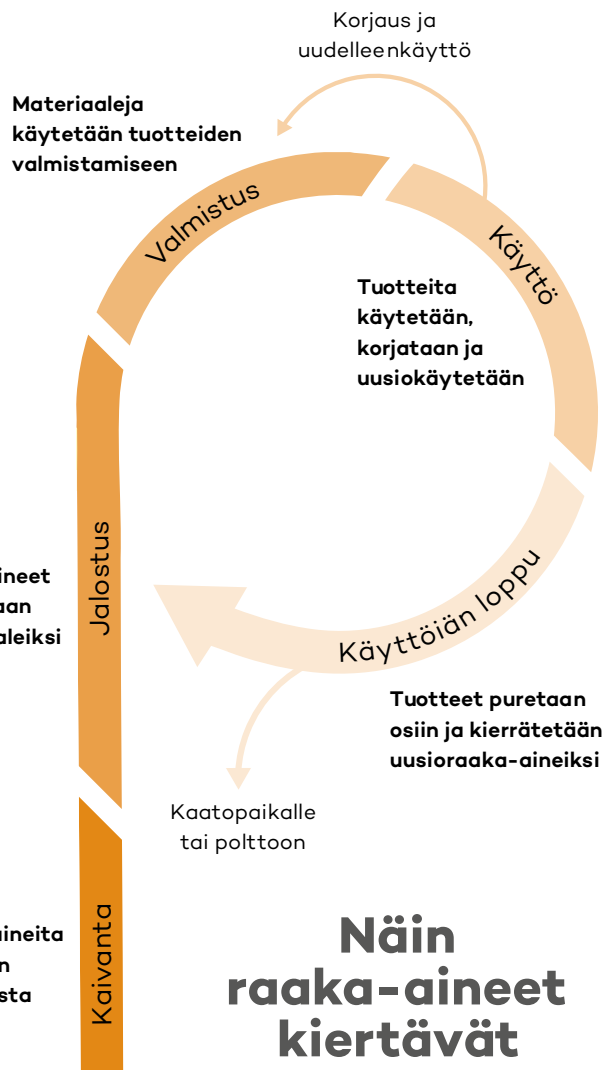 Korjaus ja
uudelleenkäyttö
Materiaaleja
käytetään tuotteiden
valmistamiseen
Valmistus
Käyttö
Tuotteita
käytetään,
korjataan ja
uusiokäytetään
Jalostus
Käyttöiän loppu
Tuotteet puretaan
osiin ja kierrätetään
uusioraaka-aineiksi
Kaatopaikalle
tai polttoon
Kaivanta
Näin
raaka-aineet
kiertävät